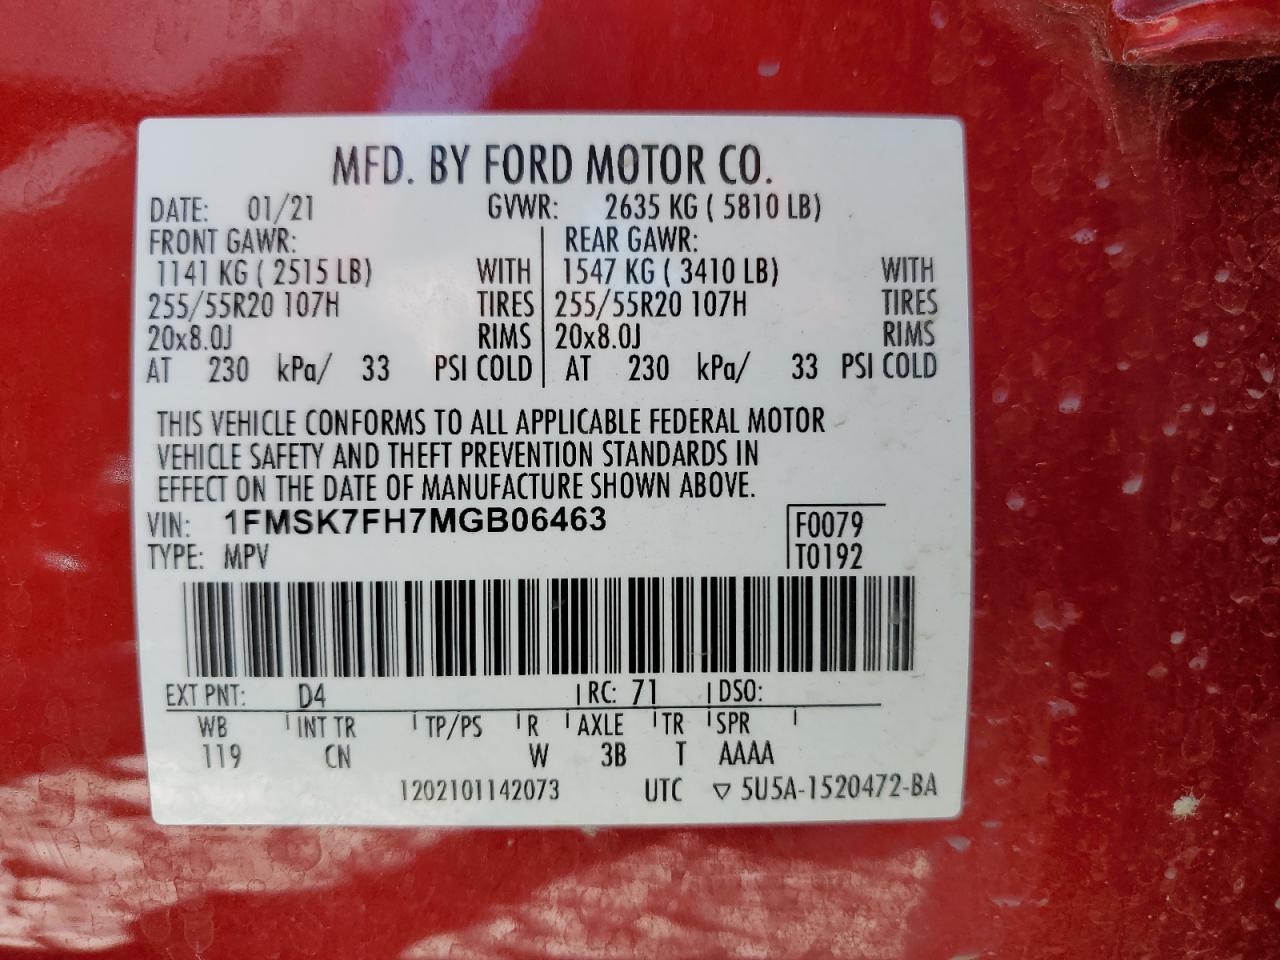 MFD. BY FORD MOTOR CO.
DATE: 01/21 GVWR: 2635 KG ( 5810 LB)
FRONT GAWR: REAR GAWR:
1141 KG ( 2515 LB) WITH 1547 KG ( 3410 LB) WITH
255/55R20 107H TIRES 255/55R20 107H TIRES
20x8.0J RIMS 20x8.0J RIMS
AT 230 kPa/ 33 PSI COLD AT 230 kPa/ 33 PSI COLD
THIS VEHICLE CONFORMS TO ALL APPLICABLE FEDERAL MOTOR
VEHICLE SAFETY AND THEFT PREVENTION STANDARDS IN
EFFECT ON THE DATE OF MANUFACTURE SHOWN ABOVE.
VIN: 1FMSK7FH7MGB06463 F0079
TYPE: MPV T0192
EXT PNT: D4 RC: 71 DSO:
WB INT TR TP/PS R AXLE TR SPR
119 CN W 3B T AAAA
1202101142073 UTC ▽ 5U5A-1520472-BA